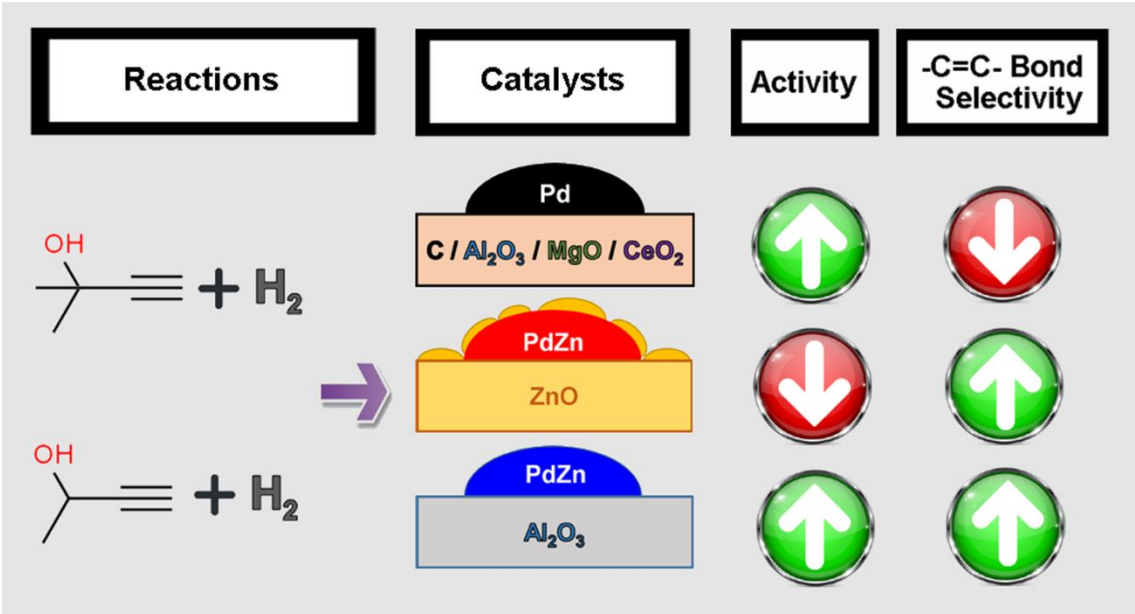 Reactions
Catalysts
Activity
-C=C- Bond
Selectivity
Pd
C / Al₂O₃ / MgO / CeO₂
OH
+ H₂
PdZn
ZnO
OH
+ H₂
PdZn
Al₂O₃